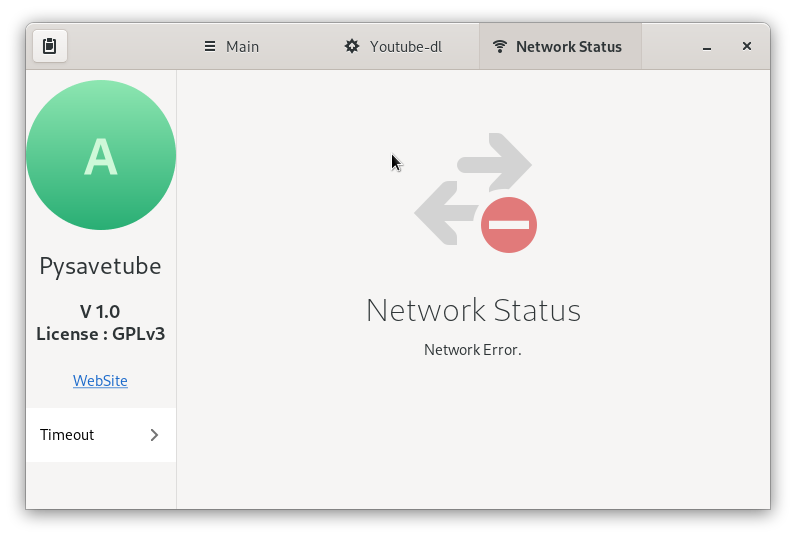 Main
Youtube-dl
Network Status
A
Pysavetube
V 1.0
License : GPLv3
WebSite
Timeout
Network Status
Network Error.